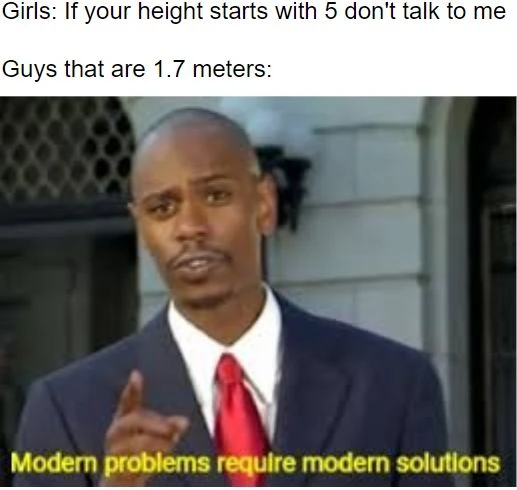 Girls: If your height starts with 5 don't talk to me
Guys that are 1.7 meters:
Modern problems require modern solutions